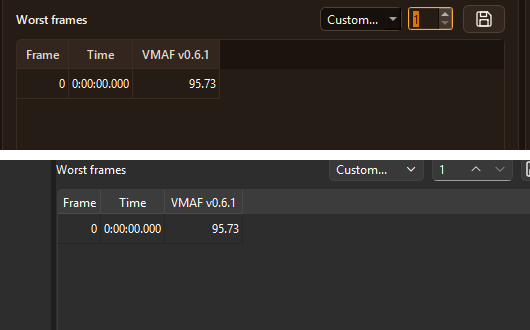 Worst frames Custom... 1
Frame Time VMAF v0.6.1
0 0:00:00.000 95.73
Worst frames Custom... 1
Frame Time VMAF v0.6.1
0 0:00:00.000 95.73